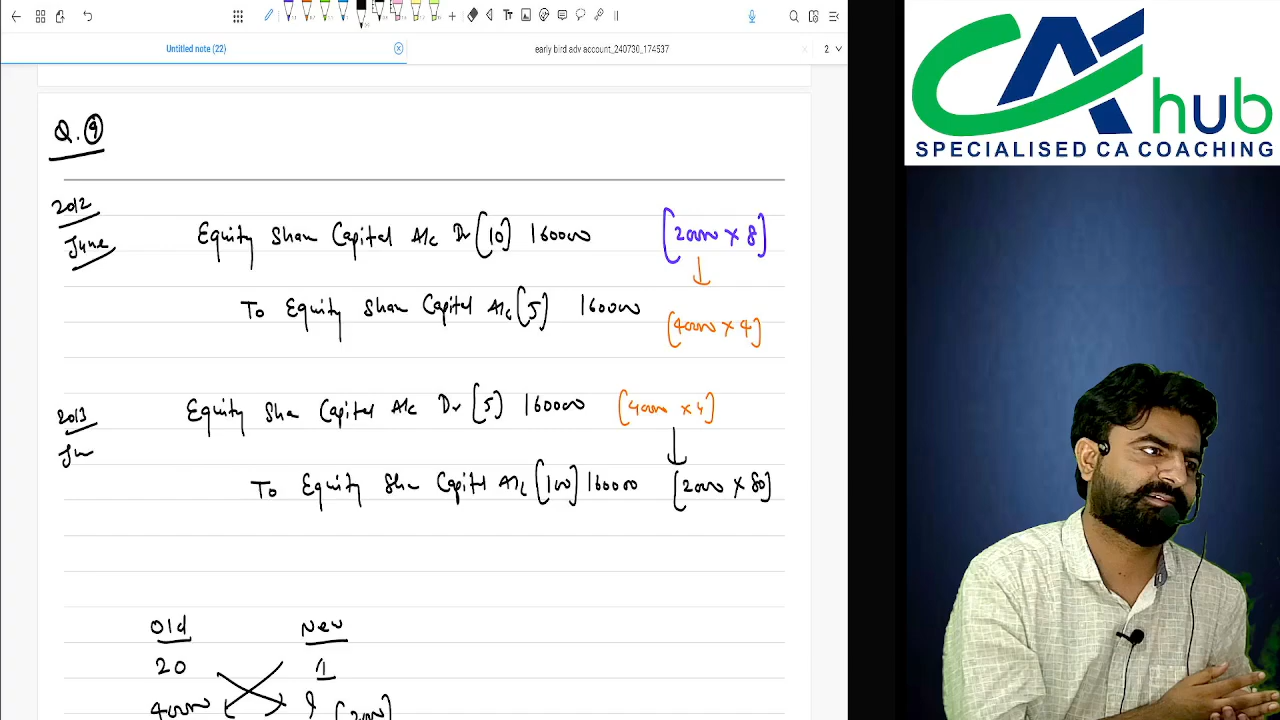 Untitled note (22)
early bird adv account_240730_174537
2
CA hub
SPECIALISED CA COACHING
Q.9
2012
June
Equity Share Capital A/c Dr [10] 160000 [20000 x 8]
To Equity Share Capital A/c [5] 160000 [40000 x 4]
2013
Jun
Equity Share Capital A/c Dr [5] 160000 [40000 x 4]
To Equity Share Capital A/c [100] 160000 [2000 x 80]
Old New
20 1
40000 ? [2000]